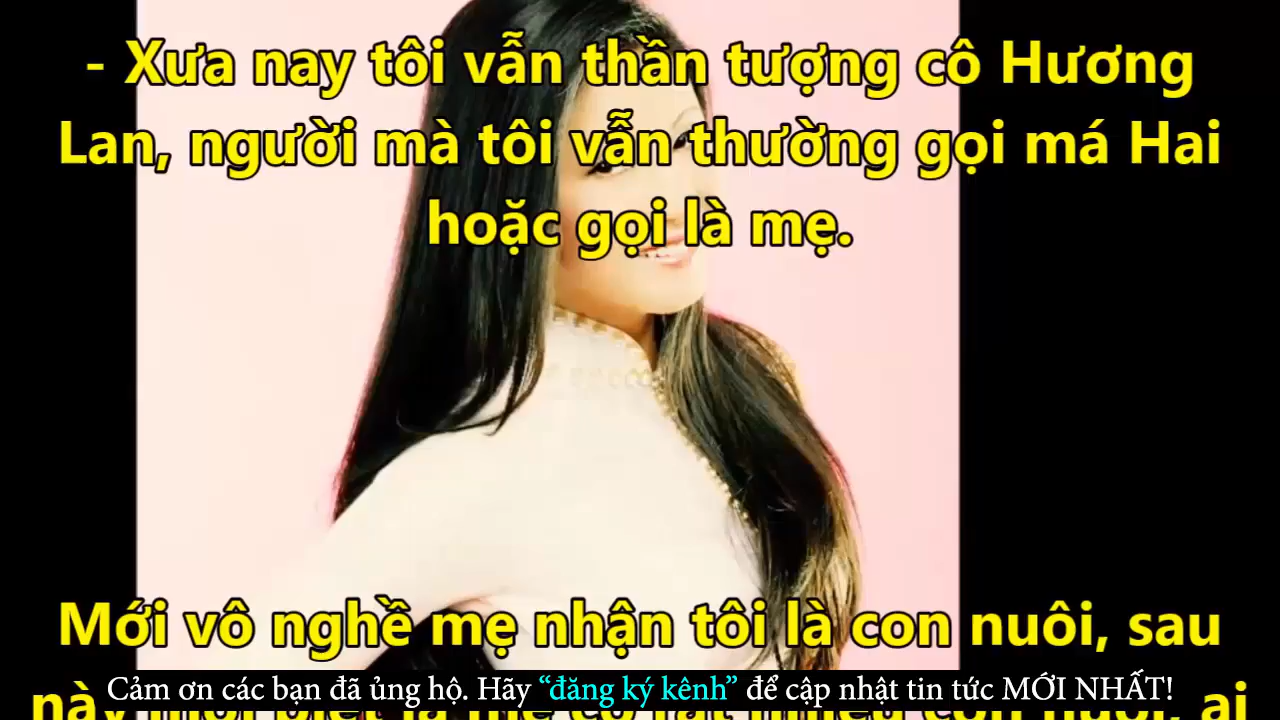 - Xưa nay tôi vẫn thần tượng cô Hương
Lan, người mà tôi vẫn thường gọi má Hai
hoặc gọi là mẹ.
Mới vô nghề mẹ nhận tôi là con nuôi, sau
Cảm ơn các bạn đã ủng hộ. Hãy “đăng ký kênh” để cập nhật tin tức MỚI NHẤT!